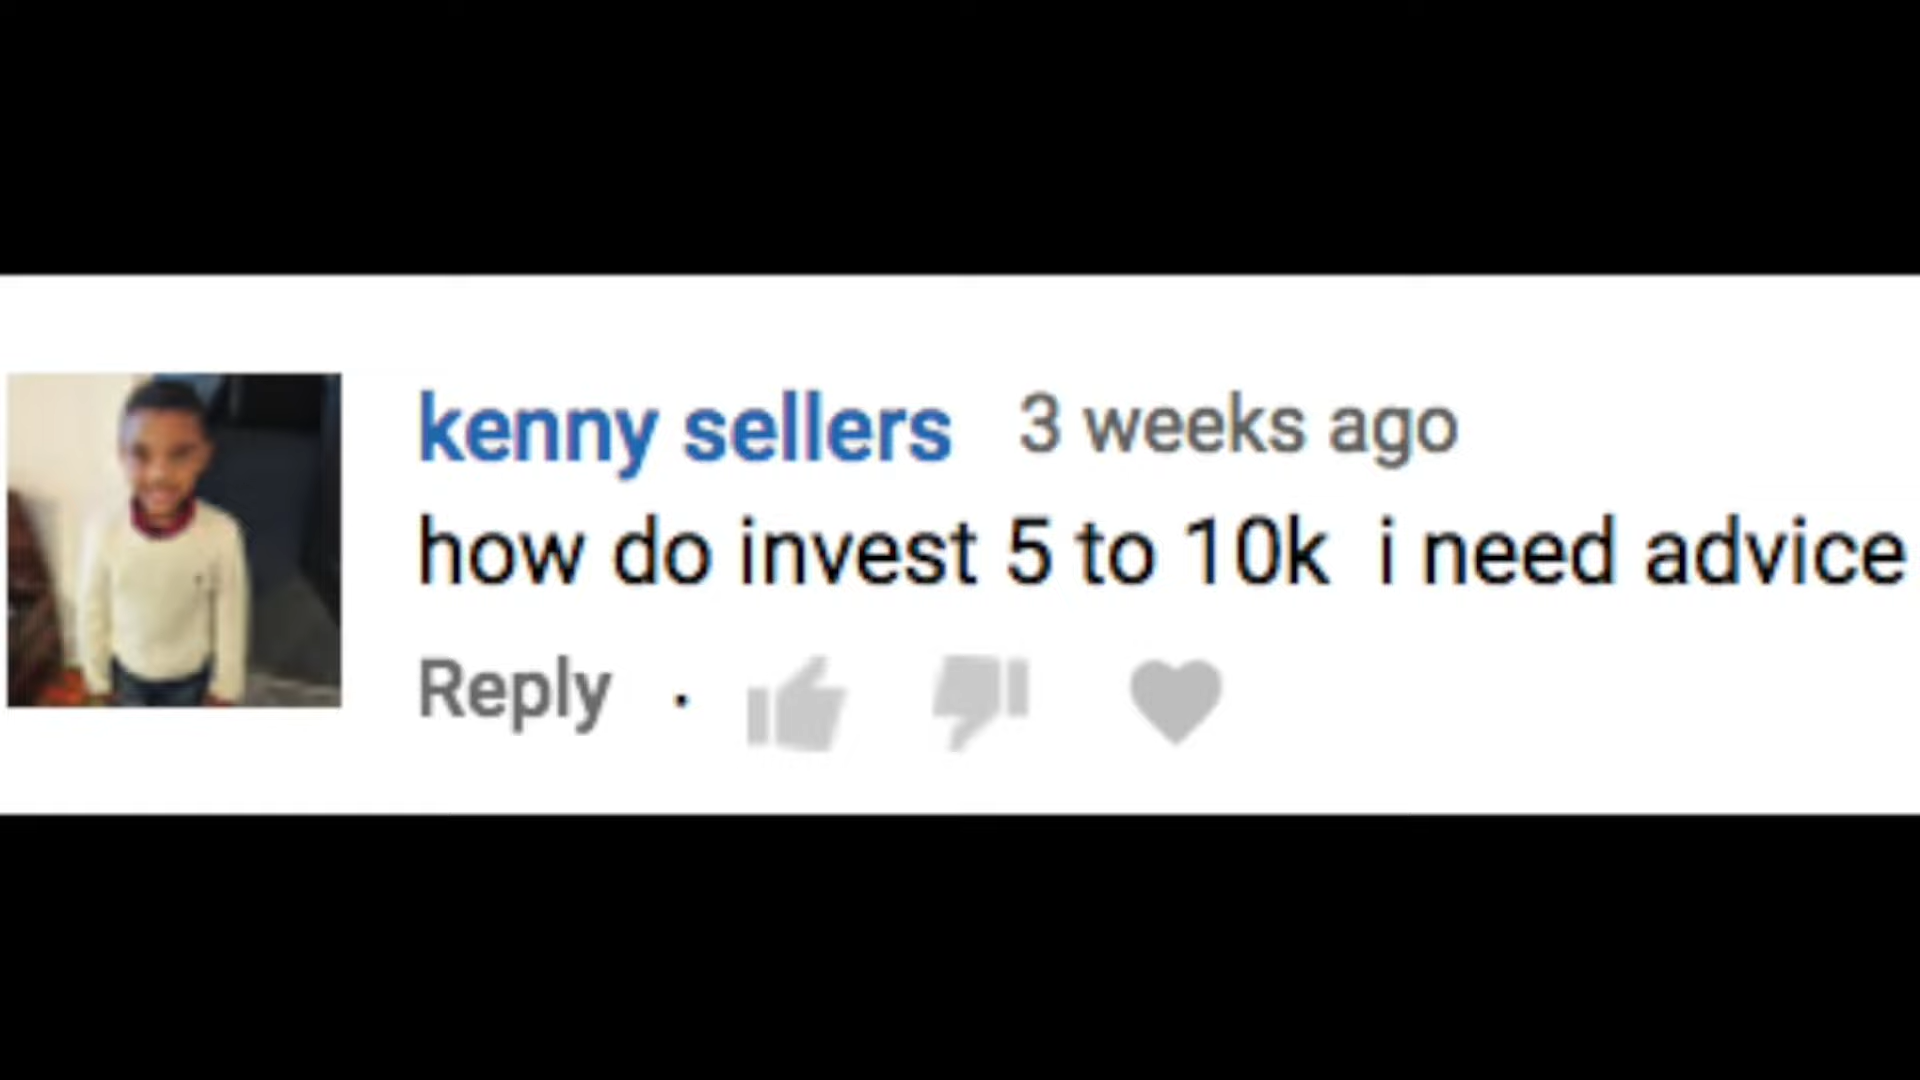 kenny sellers 3 weeks ago
how do invest 5 to 10k  i need advice
Reply ·